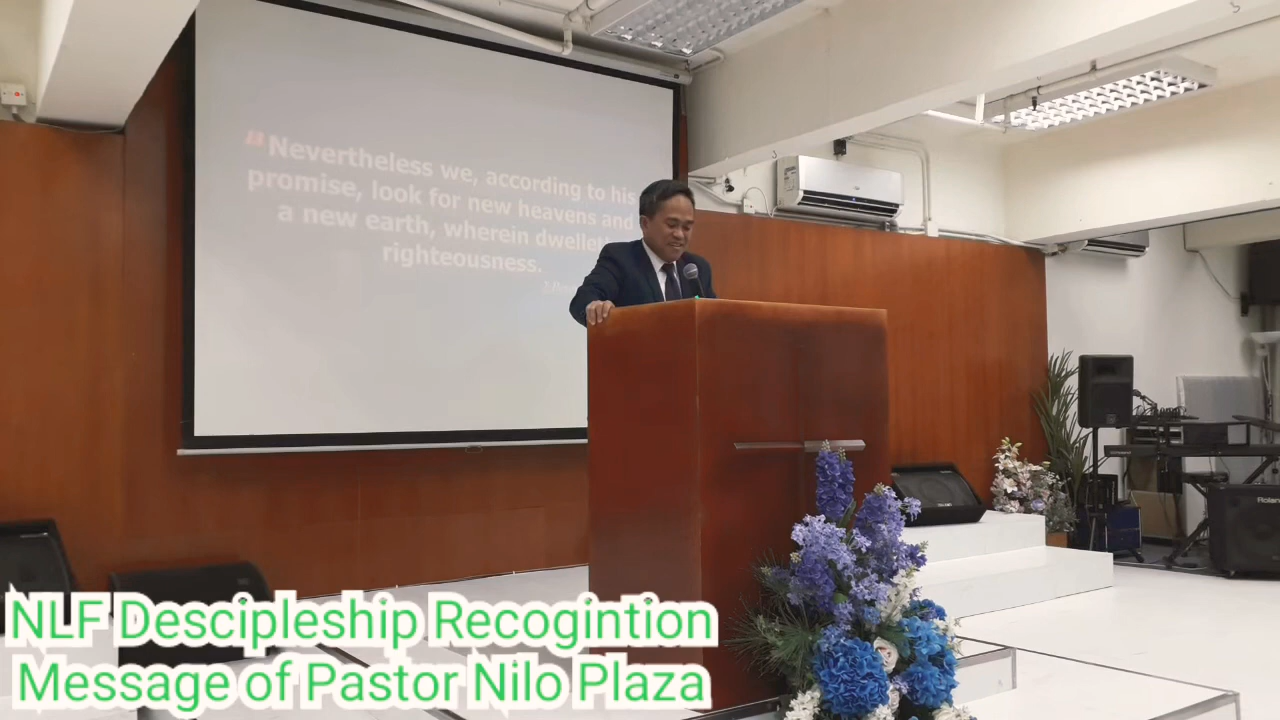 "Nevertheless we, according to his
promise, look for new heavens and
a new earth, wherein
righteousness.
Roland
NLF Descipleship Recogintion
Message of Pastor Nilo Plaza